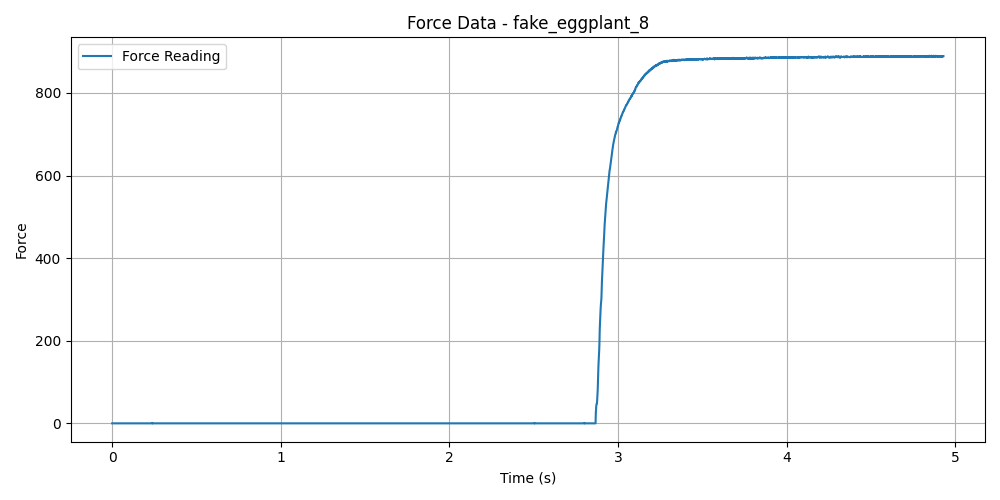 Force Data - fake_eggplant_8
Force Reading
Force
800
600
400
200
0
0 1 2 3 4 5
Time (s)